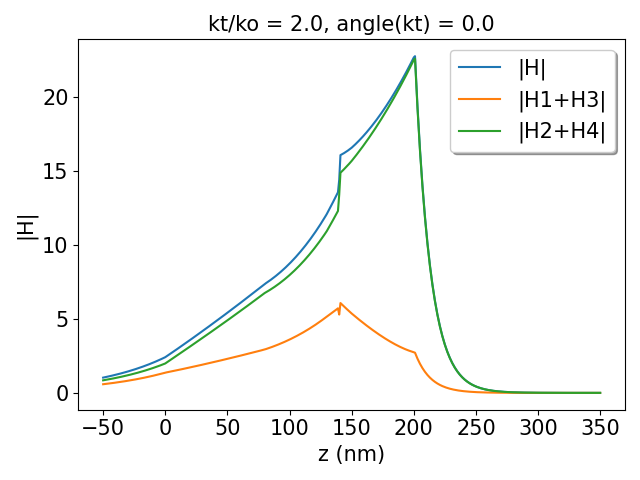 kt/ko = 2.0, angle(kt) = 0.0
|H|
20
15
10
5
0
|H|
|H1+H3|
|H2+H4|
−50 0 50 100 150 200 250 300 350
z (nm)